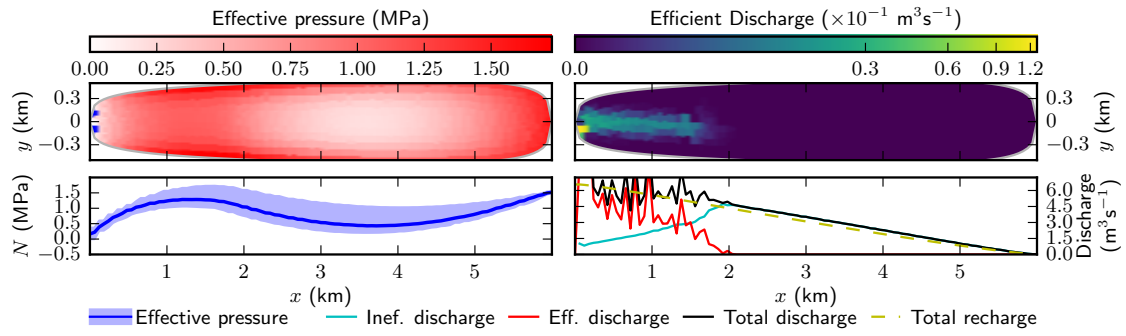 Effective pressure (MPa) Efficient Discharge (×10⁻¹ m³s⁻¹)
0.00 0.25 0.50 0.75 1.00 1.25 1.50 0.0 0.3 0.6 0.9 1.2
y (km) 0.3 0 −0.3 0.3 0 −0.3 y (km)
N (MPa) 1.5 1.0 0.5 0.0 −0.5 6.0 4.5 3.0 1.5 0.0 Discharge (m³s⁻¹)
1 2 3 4 5 1 2 3 4 5
x (km) x (km)
Effective pressure Inef. discharge Eff. discharge Total discharge Total recharge